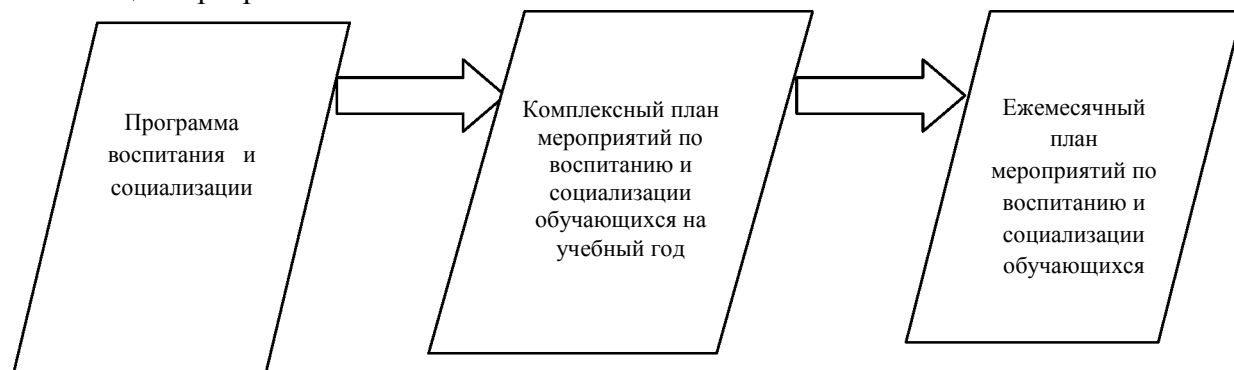 Программа
воспитания и
социализации
Комплексный план
мероприятий по
воспитанию и
социализации
обучающихся на
учебный год
Ежемесячный
план
мероприятий по
воспитанию и
социализации
обучающихся